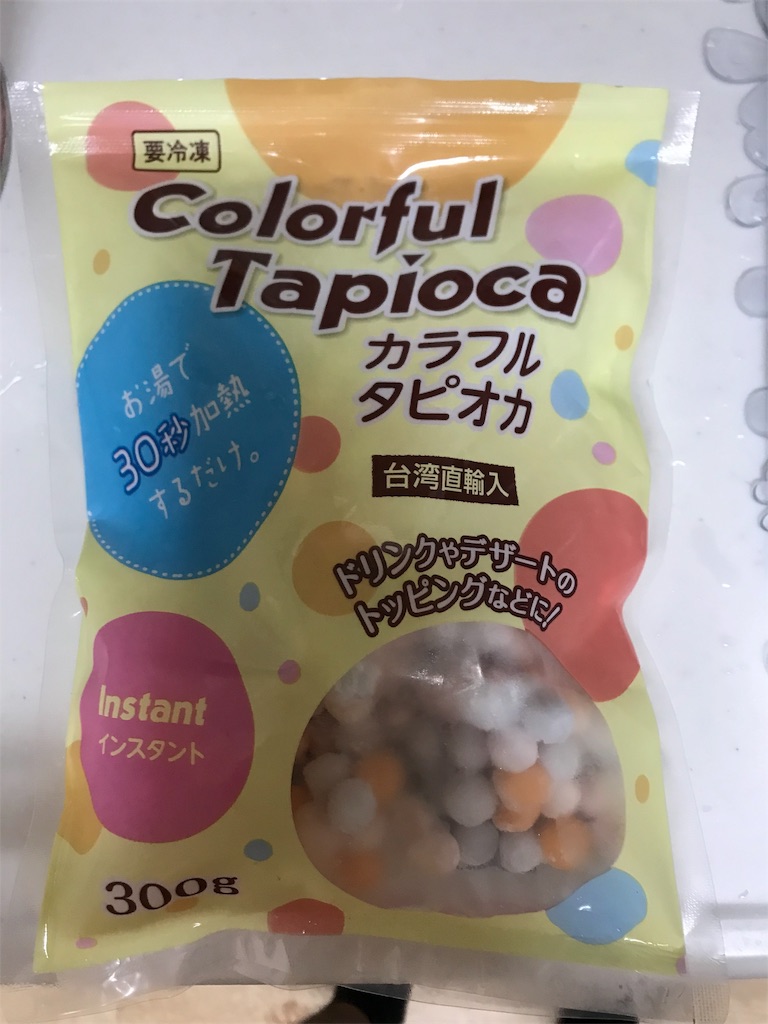 要冷凍
Colorful
Tapioca
カラフル
タピオカ
お湯で
30秒加熱
するだけ。
台湾直輸入
ドリンクやデザートの
トッピングなどに!
Instant
インスタント
300g